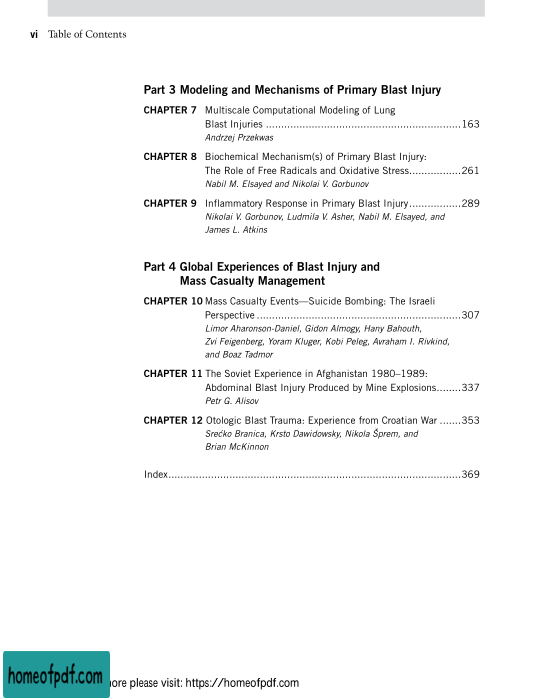 vi Table of Contents
Part 3 Modeling and Mechanisms of Primary Blast Injury
CHAPTER 7 Multiscale Computational Modeling of Lung
Blast Injuries ................................................................163
Andrzej Przekwas
CHAPTER 8 Biochemical Mechanism(s) of Primary Blast Injury:
The Role of Free Radicals and Oxidative Stress.................261
Nabil M. Elsayed and Nikolai V. Gorbunov
CHAPTER 9 Inflammatory Response in Primary Blast Injury.................289
Nikolai V. Gorbunov, Ludmila V. Asher, Nabil M. Elsayed, and
James L. Atkins
Part 4 Global Experiences of Blast Injury and
Mass Casualty Management
CHAPTER 10 Mass Casualty Events—Suicide Bombing: The Israeli
Perspective ...................................................................307
Limor Aharonson-Daniel, Gidon Almogy, Hany Bahouth,
Zvi Feigenberg, Yoram Kluger, Kobi Peleg, Avraham I. Rivkind,
and Boaz Tadmor
CHAPTER 11 The Soviet Experience in Afghanistan 1980–1989:
Abdominal Blast Injury Produced by Mine Explosions........337
Petr G. Alisov
CHAPTER 12 Otologic Blast Trauma: Experience from Croatian War .......353
Srećko Branica, Krsto Dawidowsky, Nikola Šprem, and
Brian McKinnon
Index................................................................................................369
homeofpdf.com
ore please visit: https://homeofpdf.com